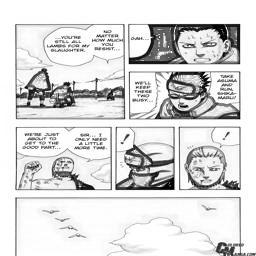 NO
MATTER
HOW MUCH
YOU
RESIST...
...YOU'RE
STILL ALL
LAMBS FOR MY
SLAUGHTER.
GAH...
TAKE
ASUMA
AND
RUN,
SHIKA-
MARU!
WE'LL
KEEP
THESE
TWO
BUSY...
!
!
SIR... I
ONLY NEED
A LITTLE
MORE TIME.
WE'RE JUST
ABOUT TO
GET TO THE
GOOD PART...